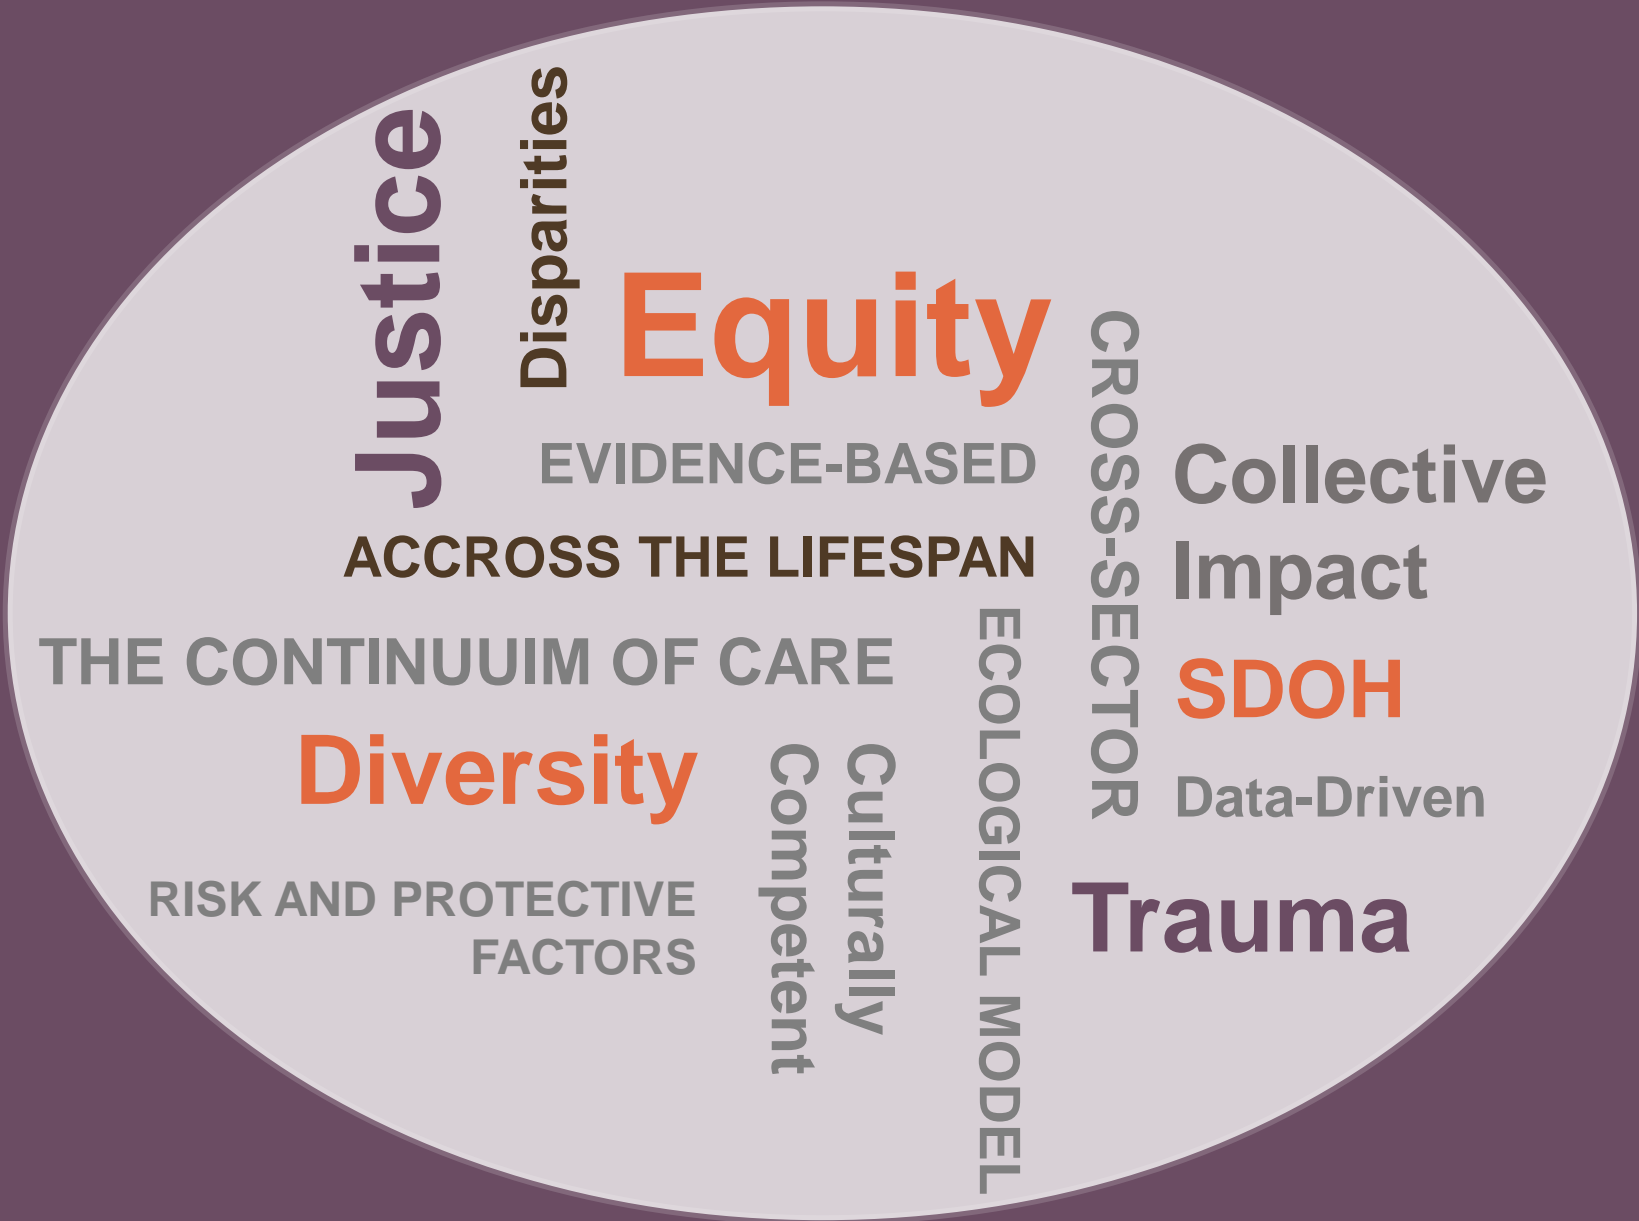 Justice
Disparities
Equity
EVIDENCE-BASED
ACCROSS THE LIFESPAN
THE CONTINUUIM OF CARE
Diversity
RISK AND PROTECTIVE
FACTORS
Culturally
Competent
ECOLOGICAL MODEL
CROSS-SECTOR
Collective
Impact
SDOH
Data-Driven
Trauma